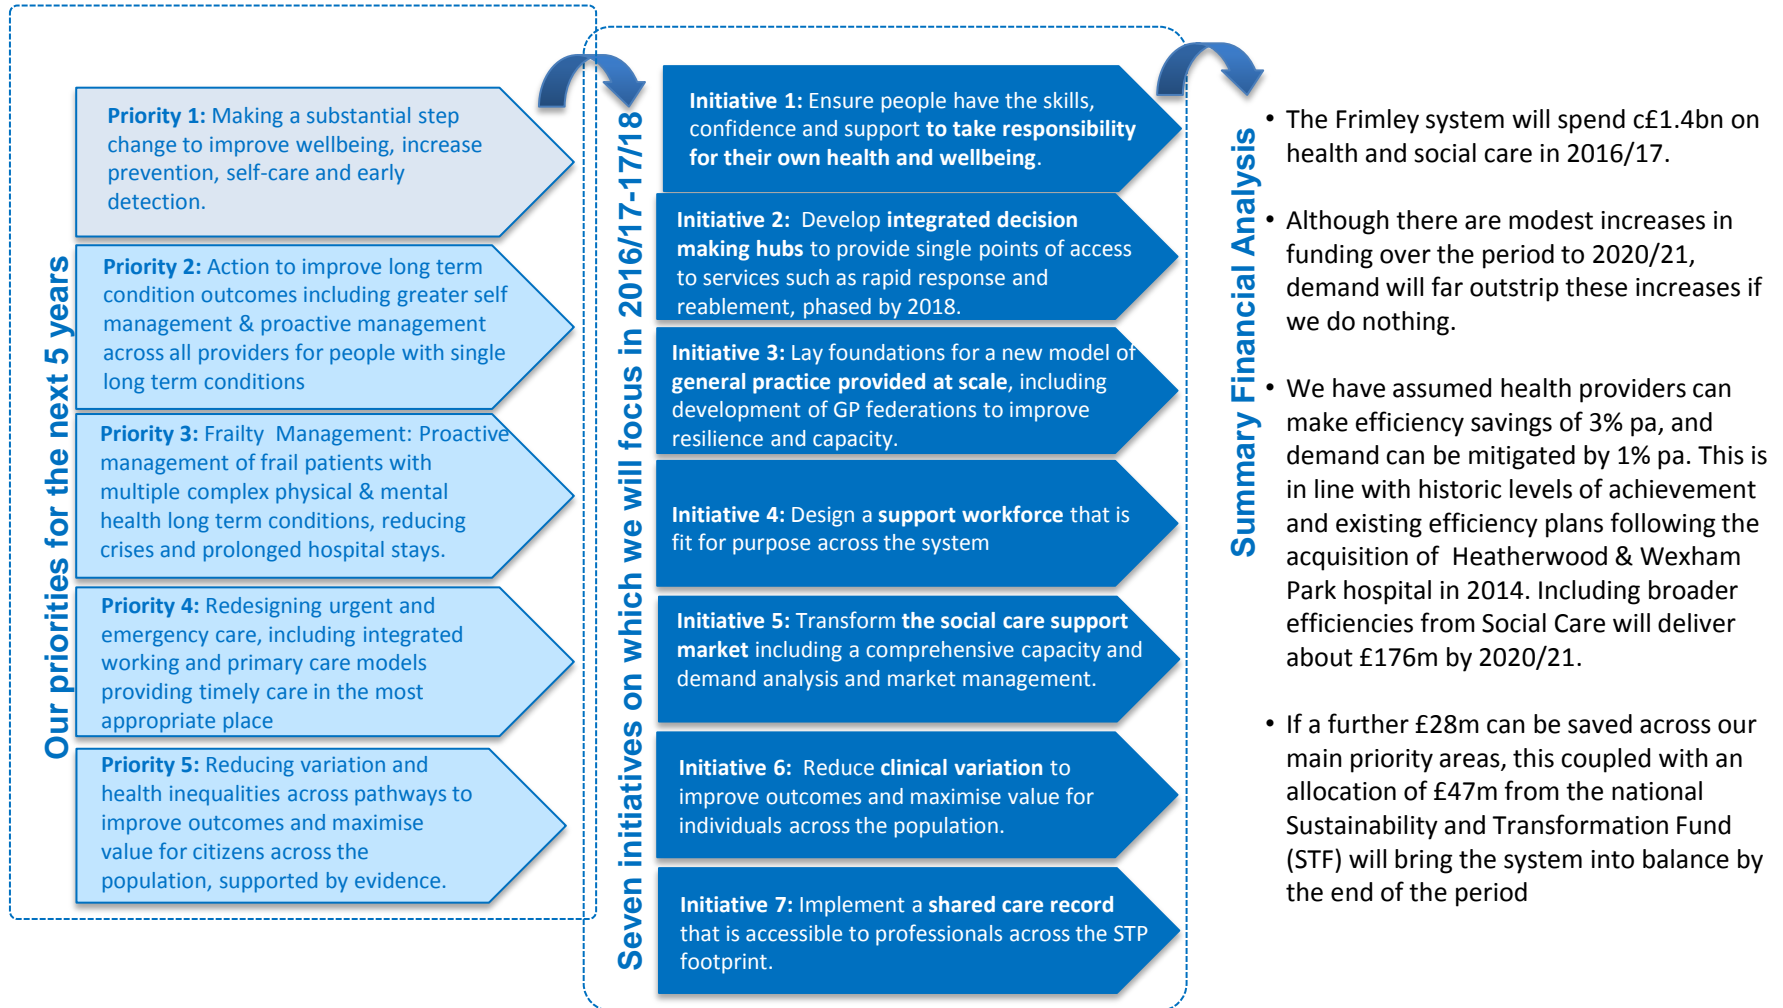 Our priorities for the next 5 years
Priority 1: Making a substantial step
change to improve wellbeing, increase
prevention, self-care and early
detection.
Priority 2: Action to improve long term
condition outcomes including greater self
management & proactive management
across all providers for people with single
long term conditions
Priority 3: Frailty Management: Proactive
management of frail patients with
multiple complex physical & mental
health long term conditions, reducing
crises and prolonged hospital stays.
Priority 4: Redesigning urgent and
emergency care, including integrated
working and primary care models
providing timely care in the most
appropriate place
Priority 5: Reducing variation and
health inequalities across pathways to
improve outcomes and maximise
value for citizens across the
population, supported by evidence.
Seven initiatives on which we will focus in 2016/17-17/18
Initiative 1: Ensure people have the skills,
confidence and support to take responsibility
for their own health and wellbeing.
Initiative 2: Develop integrated decision
making hubs to provide single points of access
to services such as rapid response and
reablement, phased by 2018.
Initiative 3: Lay foundations for a new model of
general practice provided at scale, including
development of GP federations to improve
resilience and capacity.
Initiative 4: Design a support workforce that is
fit for purpose across the system
Initiative 5: Transform the social care support
market including a comprehensive capacity and
demand analysis and market management.
Initiative 6: Reduce clinical variation to
improve outcomes and maximise value for
individuals across the population.
Initiative 7: Implement a shared care record
that is accessible to professionals across the STP
footprint.
Summary Financial Analysis
• The Frimley system will spend c£1.4bn on
health and social care in 2016/17.
• Although there are modest increases in
funding over the period to 2020/21,
demand will far outstrip these increases if
we do nothing.
• We have assumed health providers can
make efficiency savings of 3% pa, and
demand can be mitigated by 1% pa. This is
in line with historic levels of achievement
and existing efficiency plans following the
acquisition of Heatherwood & Wexham
Park hospital in 2014. Including broader
efficiencies from Social Care will deliver
about £176m by 2020/21.
• If a further £28m can be saved across our
main priority areas, this coupled with an
allocation of £47m from the national
Sustainability and Transformation Fund
(STF) will bring the system into balance by
the end of the period